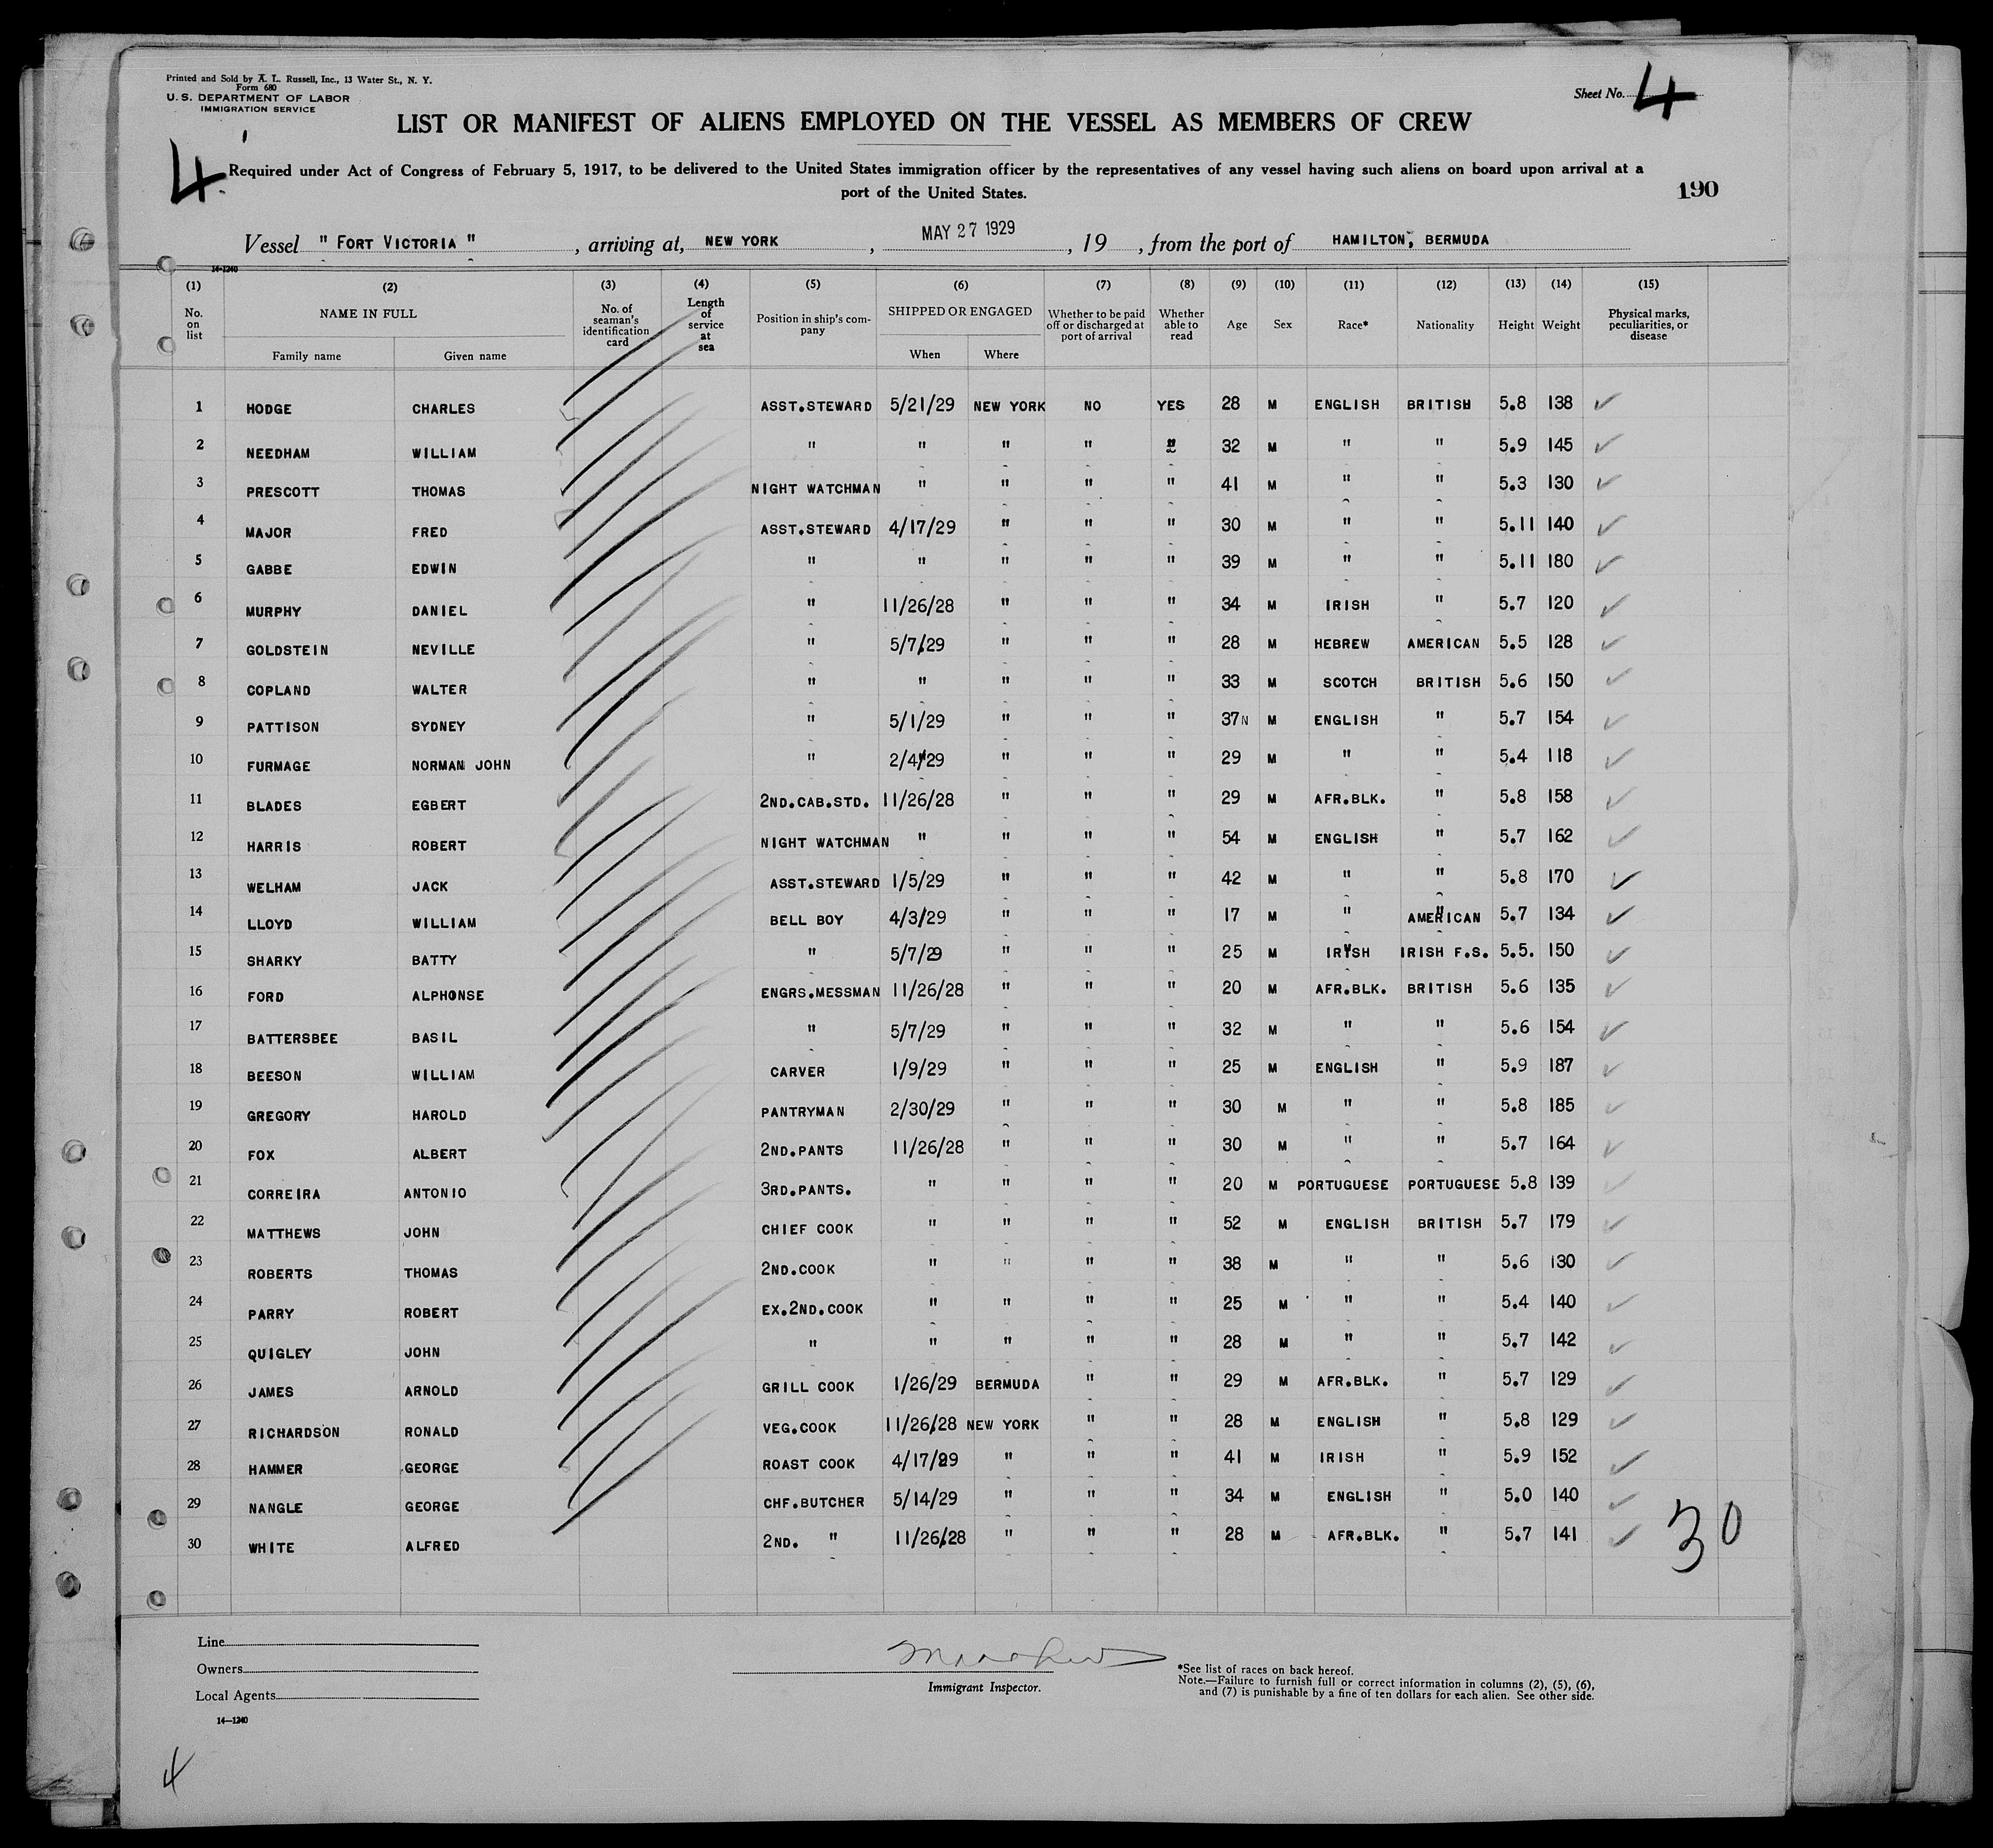 Printed and Sold by A. L. Russell, Inc., 13 Water St., N. Y.
Form 680
U. S. DEPARTMENT OF LABOR
IMMIGRATION SERVICE
Sheet No. 4
LIST OR MANIFEST OF ALIENS EMPLOYED ON THE VESSEL AS MEMBERS OF CREW
4
Required under Act of Congress of February 5, 1917, to be delivered to the United States immigration officer by the representatives of any vessel having such aliens on board upon arrival at a
port of the United States.
190
Vessel " FORT VICTORIA " , arriving at, NEW YORK , MAY 27 1929 , 19 , from the port of HAMILTON, BERMUDA
14-1240
(1) (2) (3) (4) (5) (6) (7) (8) (9) (10) (11) (12) (13) (14) (15)
No. on list NAME IN FULL No. of seaman's identification card Length of service at sea Position in ship's company SHIPPED OR ENGAGED Whether to be paid off or discharged at port of arrival Whether able to read Age Sex Race* Nationality Height Weight Physical marks, peculiarities, or disease
Family name Given name When Where
1 HODGE CHARLES ASST.STEWARD 5/21/29 NEW YORK NO YES 28 M ENGLISH BRITISH 5.8 138 ✓
2 NEEDHAM WILLIAM " " " " " 32 M " " 5.9 145 ✓
3 PRESCOTT THOMAS NIGHT WATCHMAN " " " " 41 M " " 5.3 130 ✓
4 MAJOR FRED ASST.STEWARD 4/17/29 " " " 30 M " " 5.11 140 ✓
5 GABBE EDWIN " " " " " 39 M " " 5.11 180 ✓
6 MURPHY DANIEL " 11/26/28 " " " 34 M IRISH " 5.7 120 ✓
7 GOLDSTEIN NEVILLE " 5/7/29 " " " 28 M HEBREW AMERICAN 5.5 128 ✓
8 COPLAND WALTER " " " " " 33 M SCOTCH BRITISH 5.6 150 ✓
9 PATTISON SYDNEY " 5/1/29 " " " 37N M ENGLISH " 5.7 154 ✓
10 FURMAGE NORMAN JOHN " 2/4/29 " " " 29 M " " 5.4 118 ✓
11 BLADES EGBERT 2ND.CAB.STD. 11/26/28 " " " 29 M AFR.BLK. " 5.8 158 ✓
12 HARRIS ROBERT NIGHT WATCHMAN " " " " 54 M ENGLISH " 5.7 162 ✓
13 WELHAM JACK ASST.STEWARD 1/5/29 " " " 42 M " " 5.8 170 ✓
14 LLOYD WILLIAM BELL BOY 4/3/29 " " " 17 M " AMERICAN 5.7 134 ✓
15 SHARKY BATTY " 5/7/29 " " " 25 M IRISH IRISH F.S. 5.5. 150 ✓
16 FORD ALPHONSE ENGRS.MESSMAN 11/26/28 " " " 20 M AFR.BLK. BRITISH 5.6 135 ✓
17 BATTERSBEE BASIL " 5/7/29 " " " 32 M " " 5.6 154 ✓
18 BEESON WILLIAM CARVER 1/9/29 " " " 25 M ENGLISH " 5.9 187 ✓
19 GREGORY HAROLD PANTRYMAN 2/30/29 " " " 30 M " " 5.8 185 ✓
20 FOX ALBERT 2ND.PANTS 11/26/28 " " " 30 M " " 5.7 164 ✓
21 CORREIRA ANTONIO 3RD.PANTS. " " " " 20 M PORTUGUESE PORTUGUESE 5.8 139 ✓
22 MATTHEWS JOHN CHIEF COOK " " " " 52 M ENGLISH BRITISH 5.7 179 ✓
23 ROBERTS THOMAS 2ND.COOK " " " " 38 M " " 5.6 130 ✓
24 PARRY ROBERT EX.2ND.COOK " " " " 25 M " " 5.4 140 ✓
25 QUIGLEY JOHN " " " " " 28 M " " 5.7 142 ✓
26 JAMES ARNOLD GRILL COOK 1/26/29 BERMUDA " " 29 M AFR.BLK. " 5.7 129 ✓
27 RICHARDSON RONALD VEG.COOK 11/26/28 NEW YORK " " 28 M ENGLISH " 5.8 129 ✓
28 HAMMER GEORGE ROAST COOK 4/17/29 " " " 41 M IRISH " 5.9 152 ✓
29 NANGLE GEORGE CHF.BUTCHER 5/14/29 " " " 34 M ENGLISH " 5.0 140 ✓
30 WHITE ALFRED 2ND. " 11/26/28 " " " 28 M AFR.BLK. " 5.7 141 ✓
30
Line
Owners
Local Agents
14—1240
Immigrant Inspector.
*See list of races on back hereof.
Note.—Failure to furnish full or correct information in columns (2), (5), (6),
and (7) is punishable by a fine of ten dollars for each alien. See other side.
4